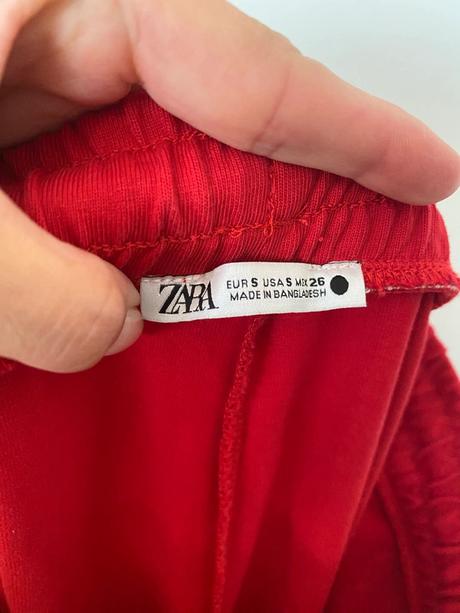 ZARA
EUR S USA S MEX 26
MADE IN BANGLADESH